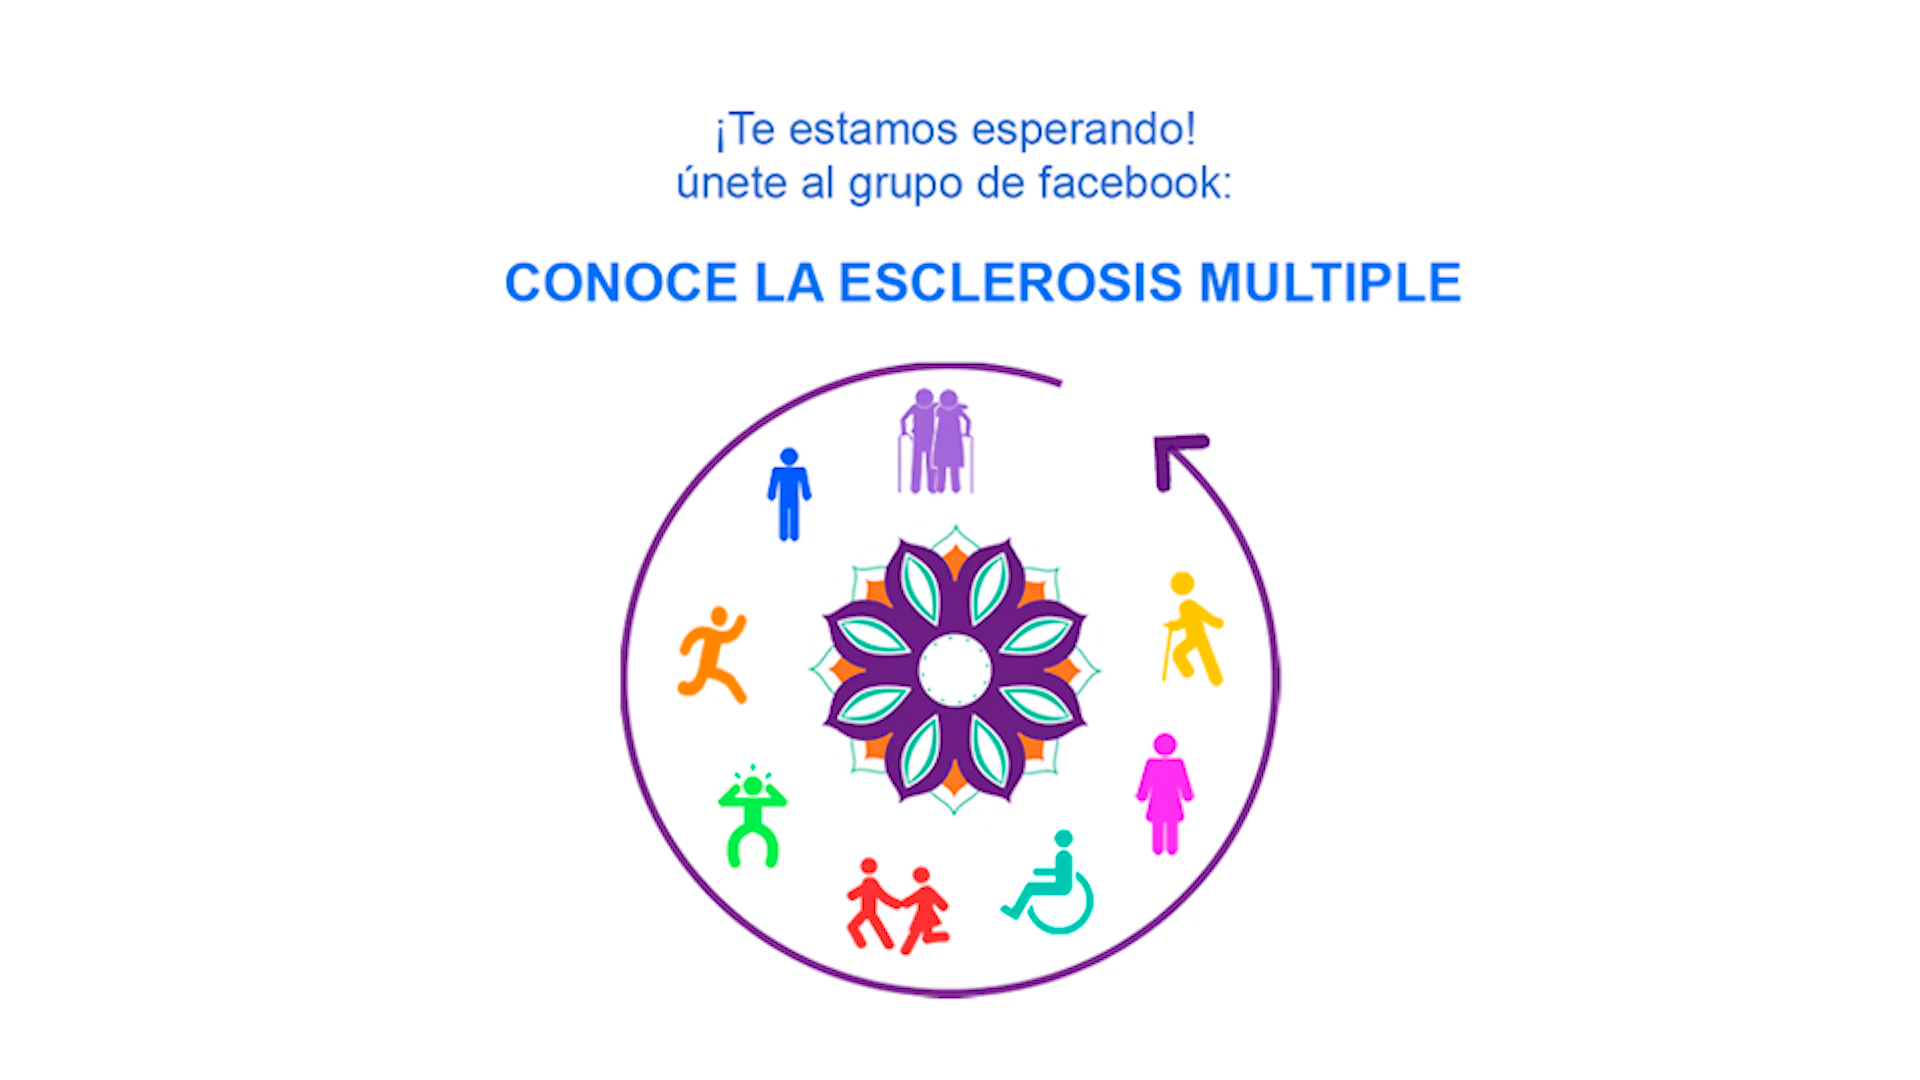 ¡Te estamos esperando!
únete al grupo de facebook:
CONOCE LA ESCLEROSIS MULTIPLE